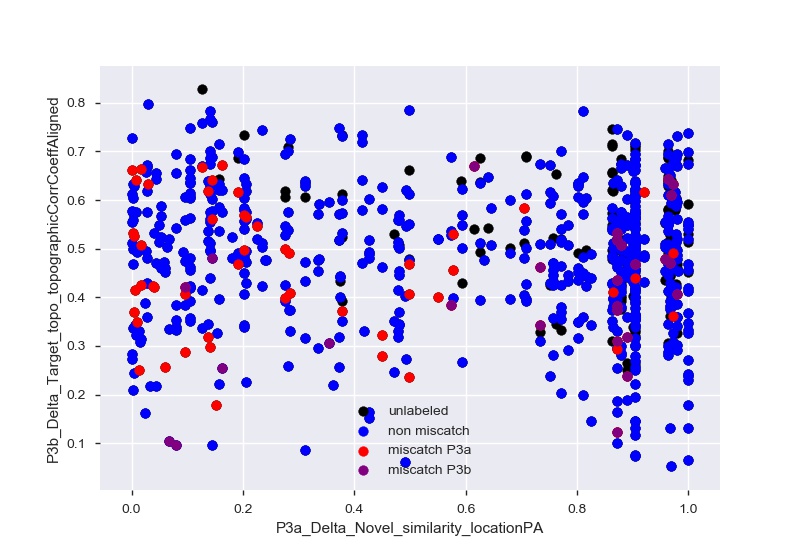 0.8
0.7
0.6
0.5
0.4
0.3
0.2
0.1
P3b_Delta_Target_topo_topographicCorrCoeffAligned
unlabeled
non miscatch
miscatch P3a
miscatch P3b
0.0 0.2 0.4 0.6 0.8 1.0
P3a_Delta_Novel_similarity_locationPA